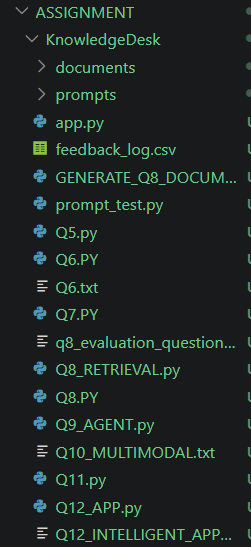 ASSIGNMENT
KnowledgeDesk
documents
prompts
app.py
feedback_log.csv
GENERATE_Q8_DOCUM...
prompt_test.py
Q5.py
Q6.PY
Q6.txt
Q7.PY
q8_evaluation_question...
Q8_RETRIEVAL.py
Q8.PY
Q9_AGENT.py
Q10_MULTIMODAL.txt
Q11.py
Q12_APP.py
Q12_INTELLIGENT_APP...